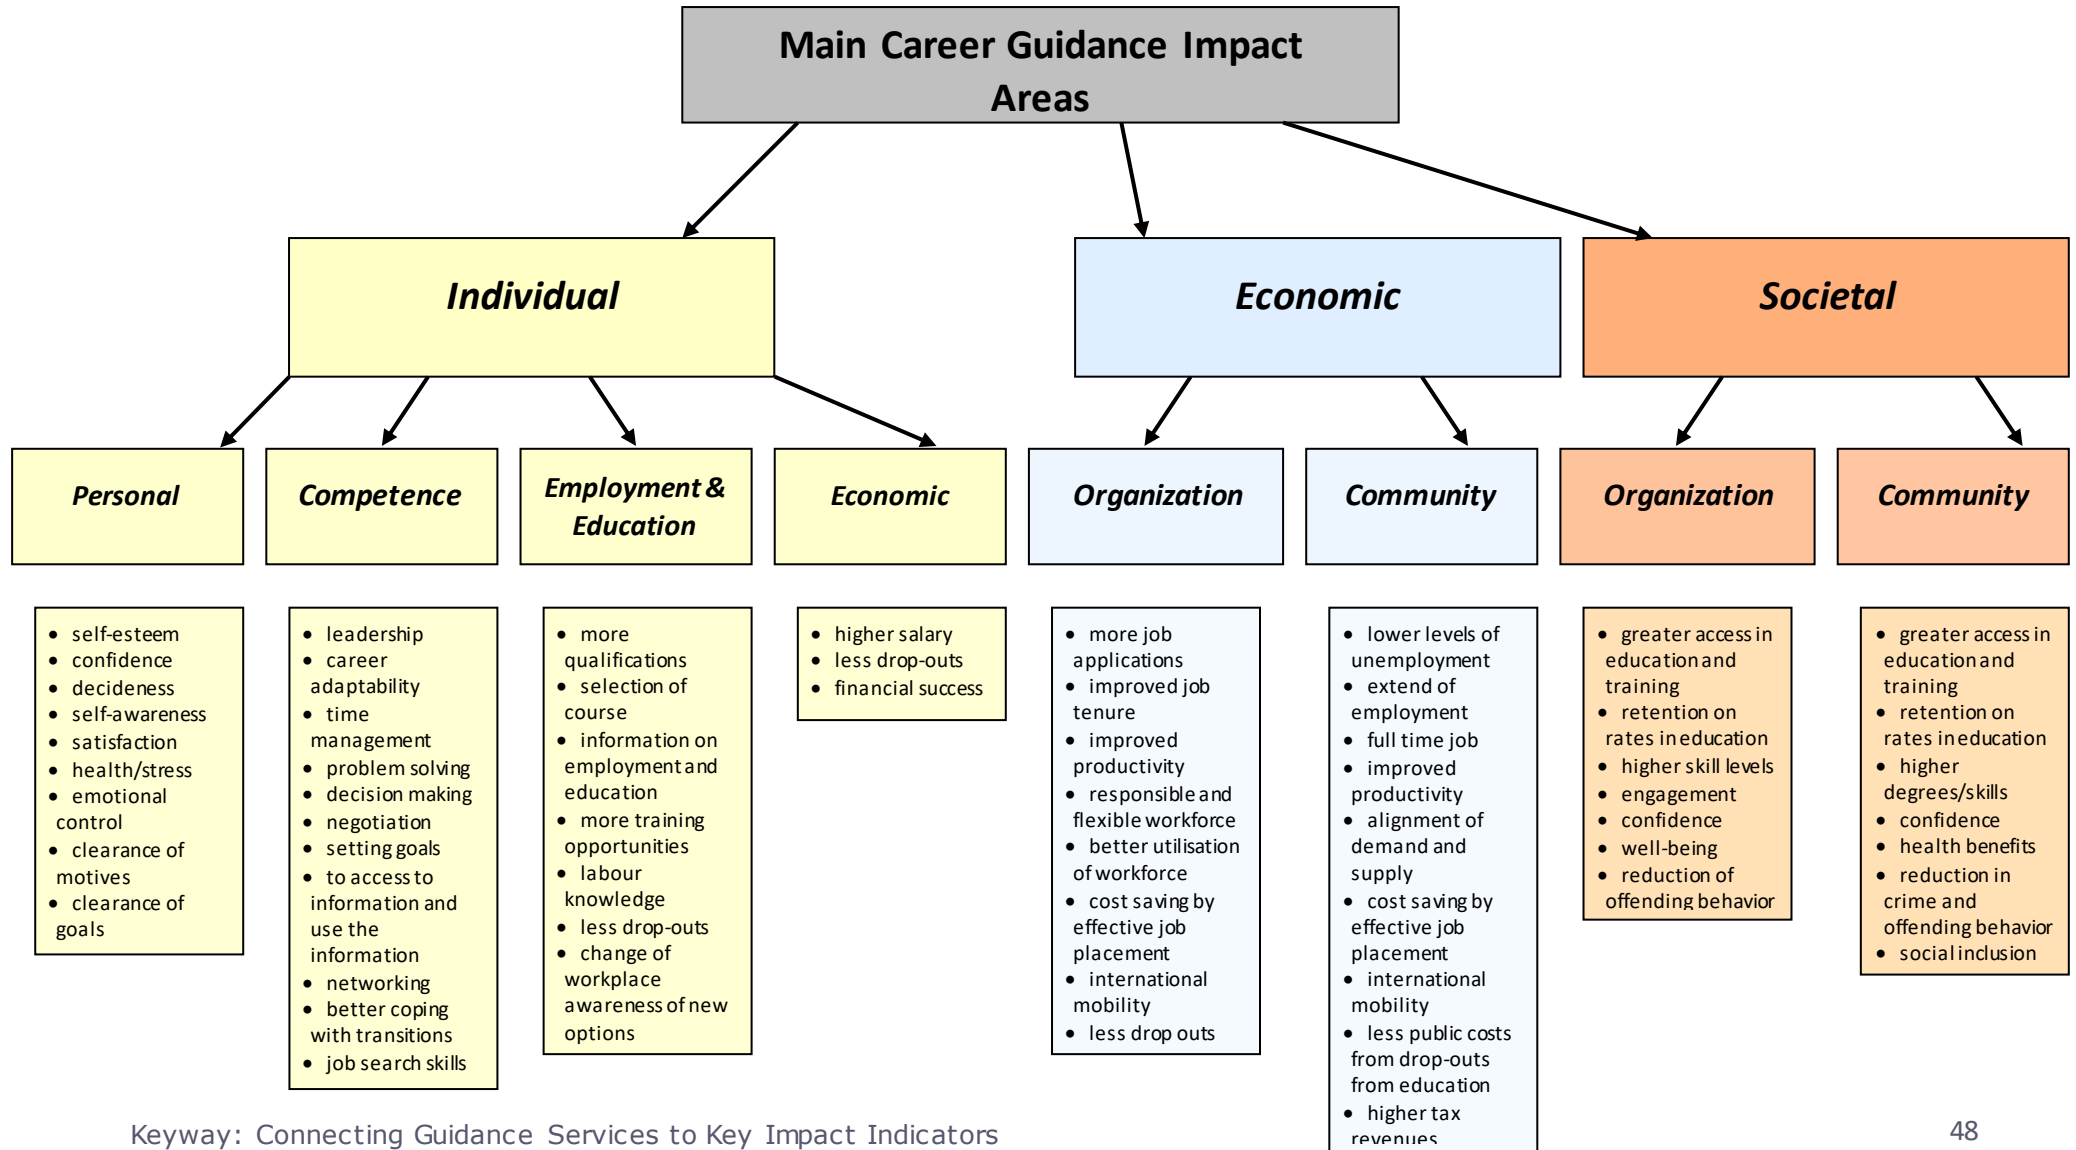 Main Career Guidance Impact
Areas
Individual
Economic
Societal
Personal
Competence
Employment &
Education
Economic
Organization
Community
Organization
Community
• self-esteem
• confidence
• decideness
• self-awareness
• satisfaction
• health/stress
• emotional
control
• clearance of
motives
• clearance of
goals
• leadership
• career
adaptability
• time
management
• problem solving
• decision making
• negotiation
• setting goals
• to access to
information and
use the
information
• networking
• better coping
with transitions
• job search skills
• more
qualifications
• selection of
course
• information on
employment and
education
• more training
opportunities
• labour
knowledge
• less drop-outs
• change of
workplace
awareness of new
options
• higher salary
• less drop-outs
• financial success
• more job
applications
• improved job
tenure
• improved
productivity
• responsible and
flexible workforce
• better utilisation
of workforce
• cost saving by
effective job
placement
• international
mobility
• less drop outs
• lower levels of
unemployment
• extend of
employment
• full time job
• improved
productivity
• alignment of
demand and
supply
• cost saving by
effective job
placement
• international
mobility
• less public costs
from drop-outs
from education
• higher tax
revenues
• greater access in
education and
training
• retention on
rates in education
• higher skill levels
• engagement
• confidence
• well-being
• reduction of
offending behavior
• greater access in
education and
training
• retention on
rates in education
• higher
degrees/skills
• confidence
• health benefits
• reduction in
crime and
offending behavior
• social inclusion
Keyway: Connecting Guidance Services to Key Impact Indicators
48